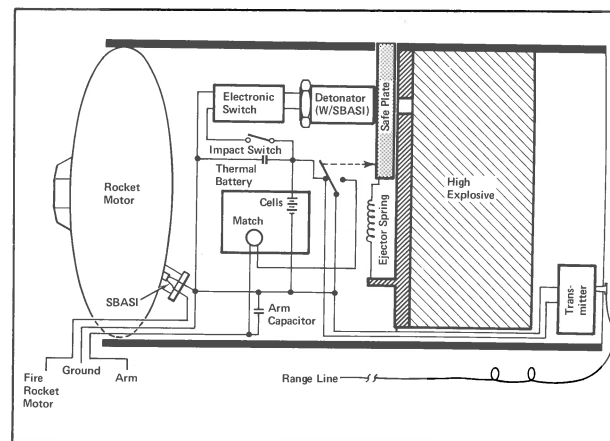 Electronic
Switch
Detonator
(W/SBASI)
Safe Plate
Impact Switch
Thermal
Battery
Rocket
Motor
Cells
Match
Ejector Spring
High
Explosive
SBASI
Arm
Capacitor
Trans-
mitter
Fire
Rocket
Motor
Ground
Arm
Range Line